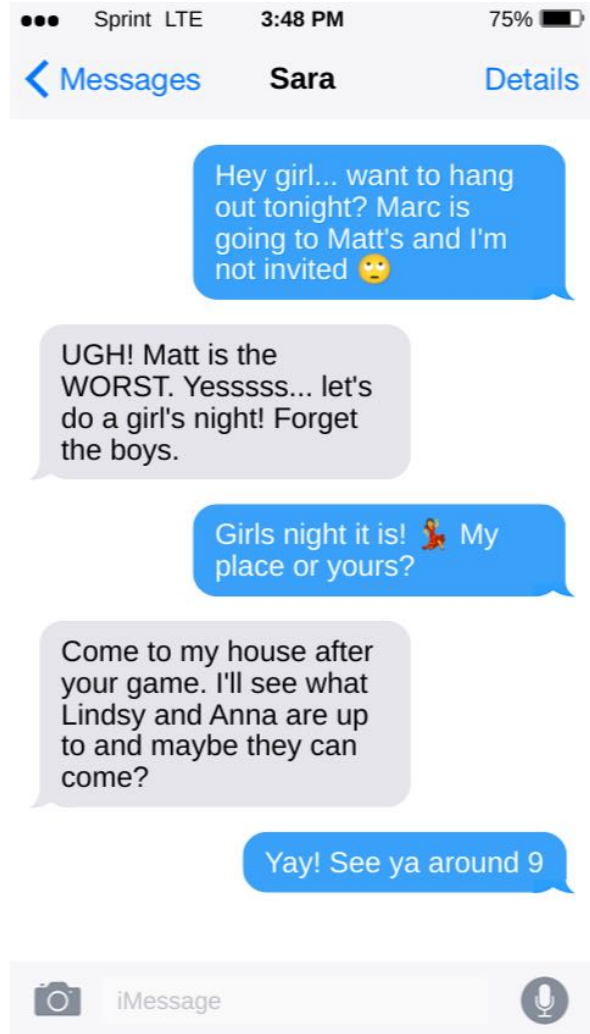 Sprint LTE 3:48 PM 75%
Messages Sara Details
Hey girl... want to hang
out tonight? Marc is
going to Matt's and I'm
not invited 🙄
UGH! Matt is the
WORST. Yesssss... let's
do a girl's night! Forget
the boys.
Girls night it is! 💃 My
place or yours?
Come to my house after
your game. I'll see what
Lindsy and Anna are up
to and maybe they can
come?
Yay! See ya around 9
iMessage